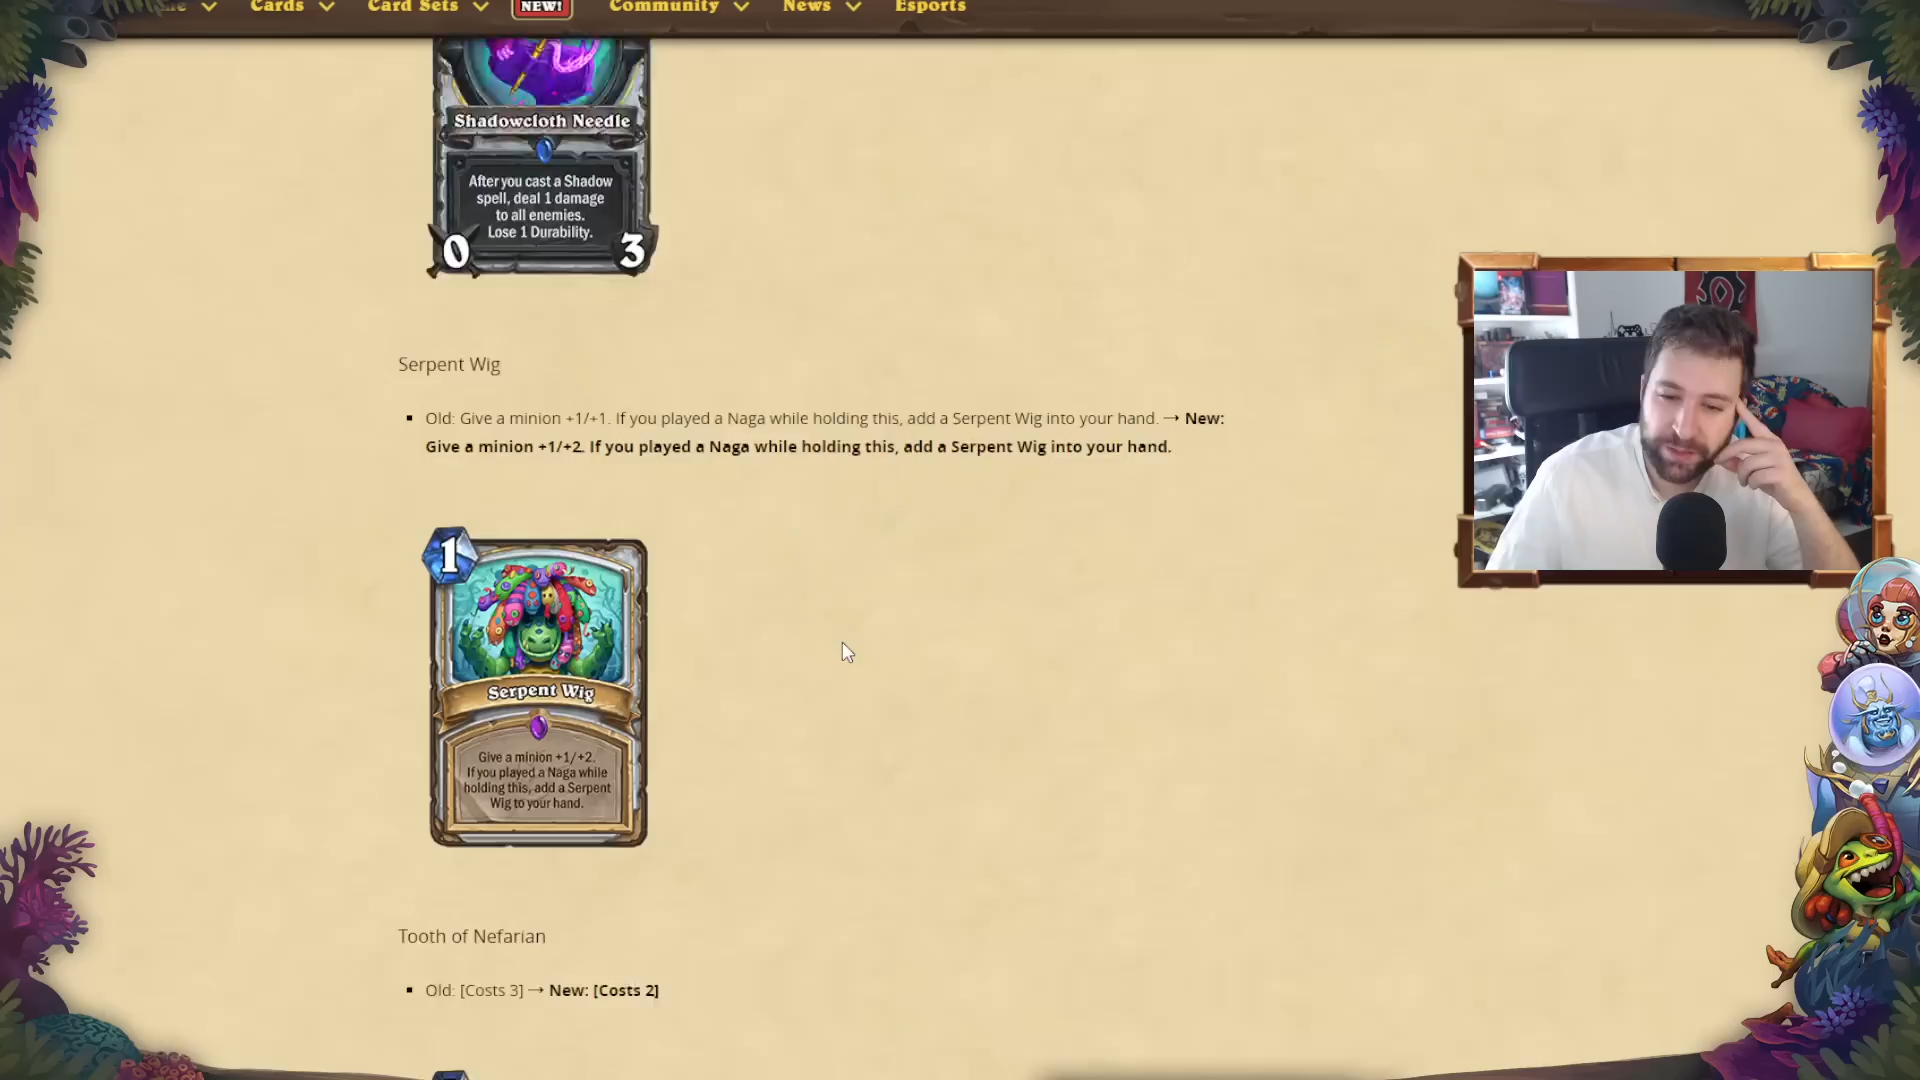 Cards Card Sets NEW! Community News Esports
Shadowcloth Needle
After you cast a Shadow
spell, deal 1 damage
to all enemies.
Lose 1 Durability.
0 3
Serpent Wig
▪ Old: Give a minion +1/+1. If you played a Naga while holding this, add a Serpent Wig into your hand. → New:
Give a minion +1/+2. If you played a Naga while holding this, add a Serpent Wig into your hand.
1
Serpent Wig
Give a minion +1/+2.
If you played a Naga while
holding this, add a Serpent
Wig to your hand.
Tooth of Nefarian
▪ Old: [Costs 3] → New: [Costs 2]